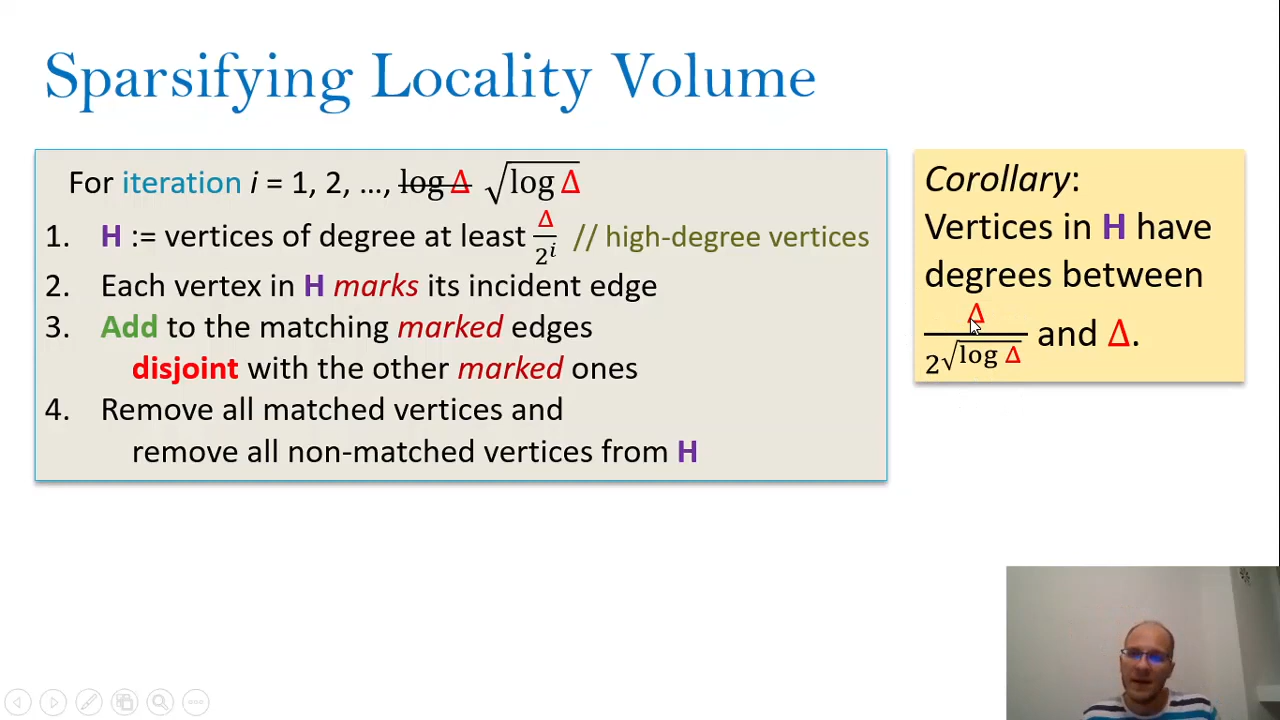 Sparsifying Locality Volume
For iteration i = 1, 2, …, ~~log Δ~~ √(log Δ)
1. H := vertices of degree at least Δ/2^i // high-degree vertices
2. Each vertex in H marks its incident edge
3. Add to the matching marked edges
disjoint with the other marked ones
4. Remove all matched vertices and
remove all non-matched vertices from H
Corollary:
Vertices in H have
degrees between
Δ/2^√(log Δ) and Δ.